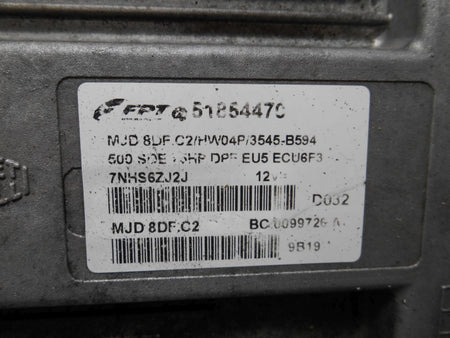 FPT 51854470
MJD 8DF.C2/HW04P/3545-B594
500 SDE HP DPF EU5 ECU6F3
7NHS6ZJ2J 12V
D032
MJD 8DF.C2 BC.0099726.A
9B19